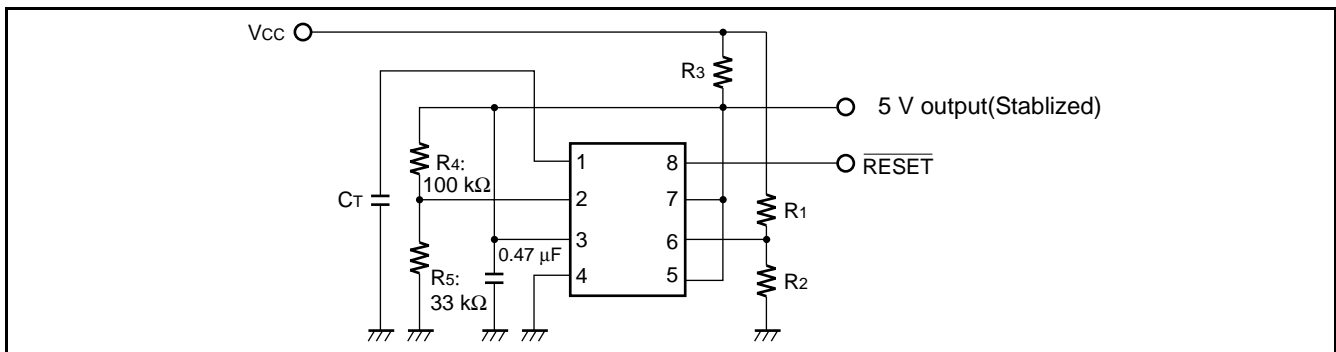 VCC
R3
5 V output(Stablized)
1
8
RESET
R4:
100 kΩ
CT
2
7
R1
3
6
0.47 µF
R5:
33 kΩ
4
5
R2